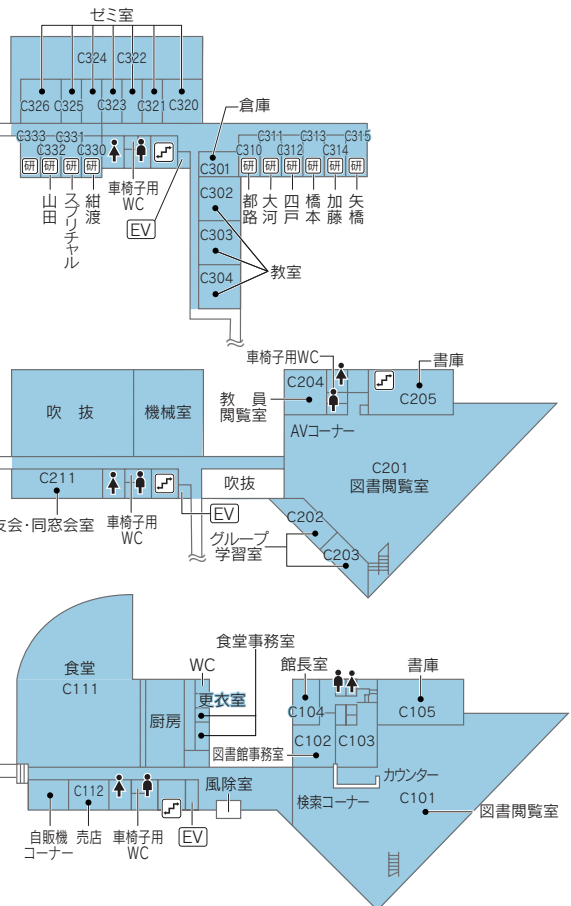 ゼミ室
C324 C322
C326 C325 C323 C321 C320
倉庫
C333 C331
C332 C330
C311 C313 C315
C310 C312 C314
C301
研 研 研 研
研 研 研 研 研 研
車椅子用
WC
EV
山田
スプリチャル
紺渡
都路
大河
四戸
橋本
加藤
矢橋
C302
C303
C304
教室
車椅子用WC
書庫
吹 抜
機械室
教 員
閲覧室
C204
C205
AVコーナー
C201
図書閲覧室
C211
吹抜
友会・同窓会室
車椅子用
WC
EV
C202
グループ
学習室
C203
食堂事務室
WC
館長室
書庫
食堂
C111
更衣室
厨房
C104
C105
C102
C103
図書館事務室
カウンター
風除室
検索コーナー
C101
図書閲覧室
C112
自販機
コーナー
売店
車椅子用
WC
EV